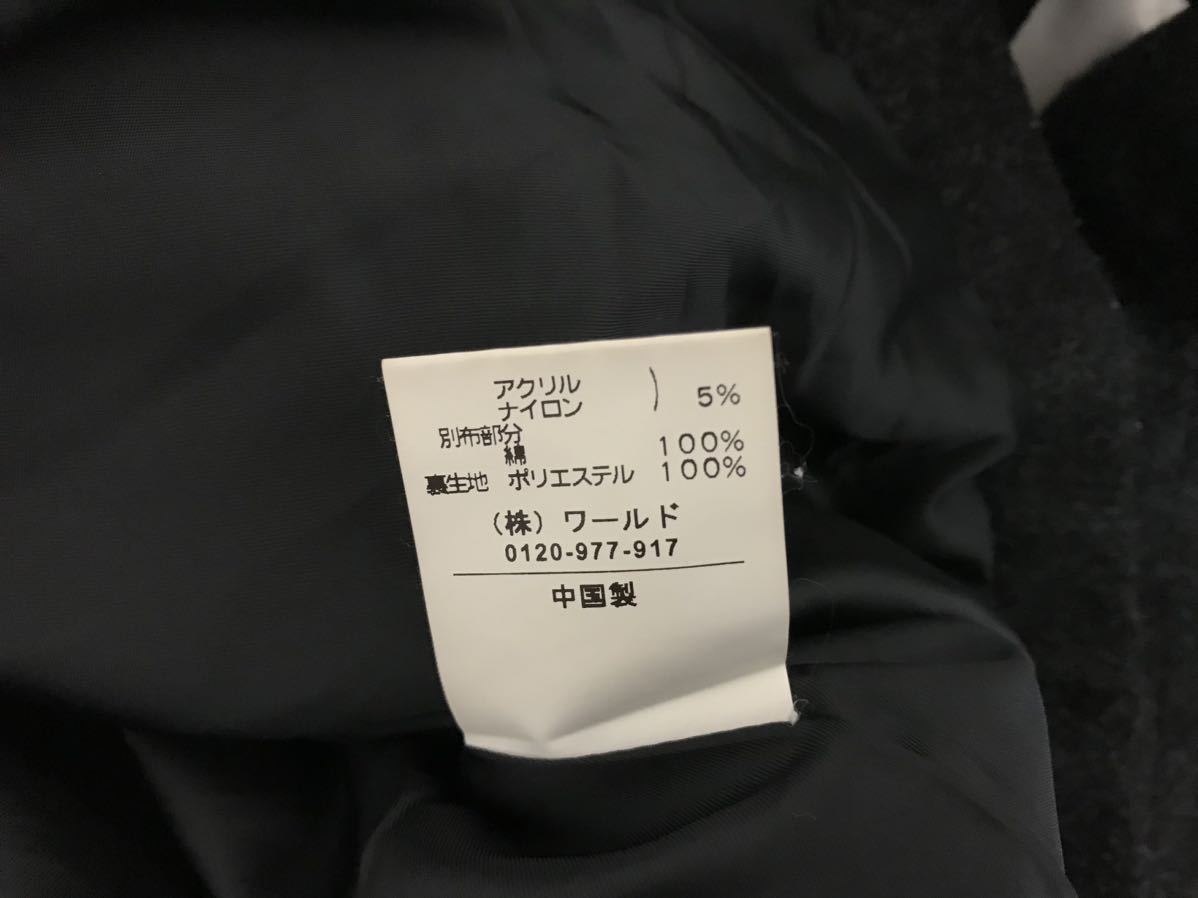 アクリル
ナイロン ) 5%
別布部分
綿 100%
裏生地 ポリエステル 100%
(株)ワールド
0120-977-917
中国製